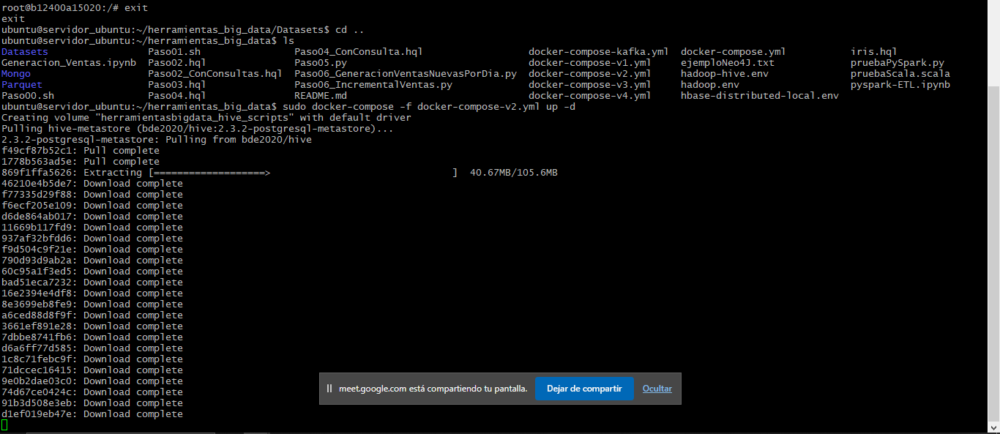 root@b12400a15020:/# exit
exit
ubuntu@servidor_ubuntu:~/herramientas_big_data/Datasets$ cd ..
ubuntu@servidor_ubuntu:~/herramientas_big_data$ ls
Datasets Paso01.sh Paso04_ConConsulta.hql docker-compose-kafka.yml docker-compose.yml iris.hql
Generacion_Ventas.ipynb Paso02.hql Paso05.py docker-compose-v1.yml ejemploNeo4J.txt pruebaPySpark.py
Mongo Paso02_ConConsultas.hql Paso06_GeneracionVentasNuevasPorDia.py docker-compose-v2.yml hadoop-hive.env pruebaScala.scala
Parquet Paso03.hql Paso06_IncrementalVentas.py docker-compose-v3.yml hadoop.env pyspark-ETL.ipynb
Paso00.sh Paso04.hql README.md docker-compose-v4.yml hbase-distributed-local.env
ubuntu@servidor_ubuntu:~/herramientas_big_data$ sudo docker-compose -f docker-compose-v2.yml up -d
Creating volume "herramientasbigdata_hive_scripts" with default driver
Pulling hive-metastore (bde2020/hive:2.3.2-postgresql-metastore)...
2.3.2-postgresql-metastore: Pulling from bde2020/hive
f49cf87b52c1: Pull complete
1778b563ad5e: Pull complete
869f1ffa5626: Extracting [===================>                               ]  40.67MB/105.6MB
46210e4b5de7: Download complete
f77335d29f88: Download complete
f6ecf205e109: Download complete
d6de864ab017: Download complete
11669b117fd9: Download complete
937af32bfdd6: Download complete
f9d504c9f21e: Download complete
790d93d9ab2a: Download complete
60c95a1f3ed5: Download complete
bad51eca7232: Download complete
16e2394e4df8: Download complete
8e3699eb8fe9: Download complete
a6ced88d8f9f: Download complete
3661ef891e28: Download complete
7dbbe8741fb6: Download complete
d6a6ff77d585: Download complete
1c8c71febc9f: Download complete
71dccec16415: Download complete
9e0b2dae03c0: Download complete
74d67ce0424c: Download complete
91b3d508e3eb: Download complete
d1ef019eb47e: Download complete
meet.google.com está compartiendo tu pantalla. Dejar de compartir Ocultar